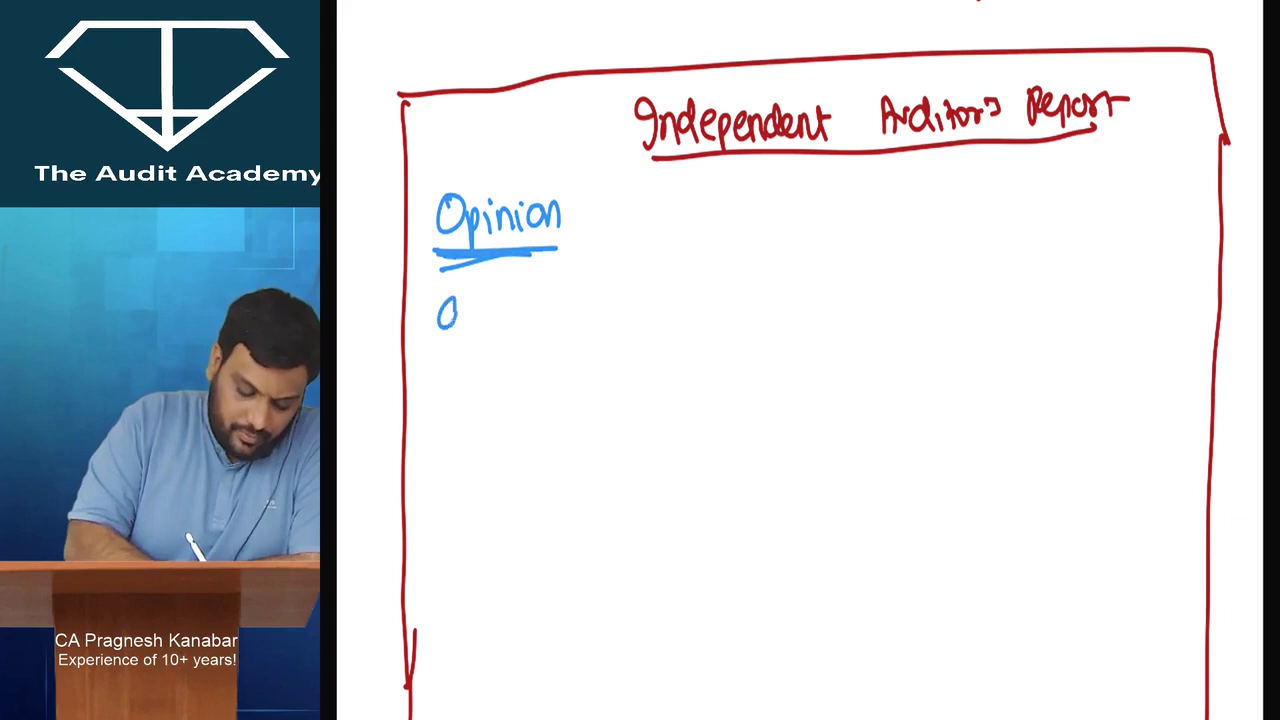 The Audit Academy
Independent Auditor's Report
Opinion
O
CA Pragnesh Kanabar
Experience of 10+ years!